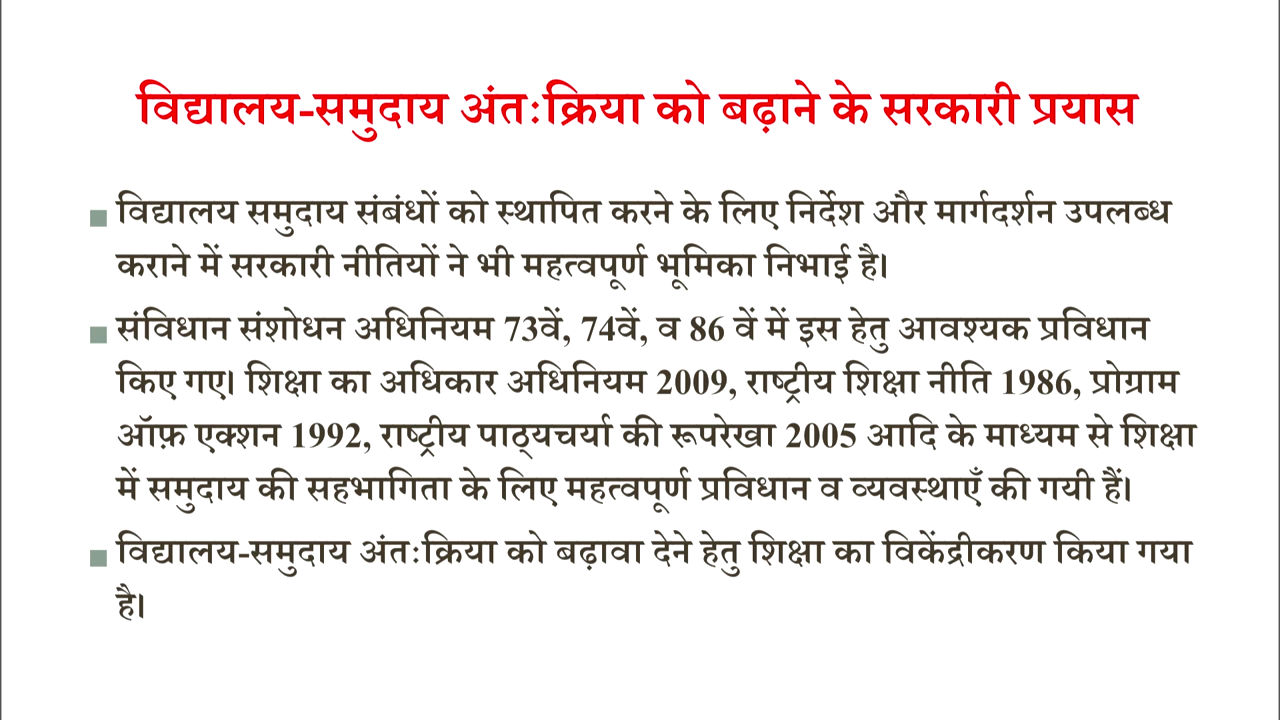 विद्यालय-समुदाय अंतःक्रिया को बढ़ाने के सरकारी प्रयास
विद्यालय समुदाय संबंधों को स्थापित करने के लिए निर्देश और मार्गदर्शन उपलब्ध
कराने में सरकारी नीतियों ने भी महत्वपूर्ण भूमिका निभाई है।
संविधान संशोधन अधिनियम 73वें, 74वें, व 86 वें में इस हेतु आवश्यक प्रविधान
किए गए। शिक्षा का अधिकार अधिनियम 2009, राष्ट्रीय शिक्षा नीति 1986, प्रोग्राम
ऑफ़ एक्शन 1992, राष्ट्रीय पाठ्यचर्या की रूपरेखा 2005 आदि के माध्यम से शिक्षा
में समुदाय की सहभागिता के लिए महत्वपूर्ण प्रविधान व व्यवस्थाएँ की गयी हैं।
विद्यालय-समुदाय अंतःक्रिया को बढ़ावा देने हेतु शिक्षा का विकेंद्रीकरण किया गया
है।